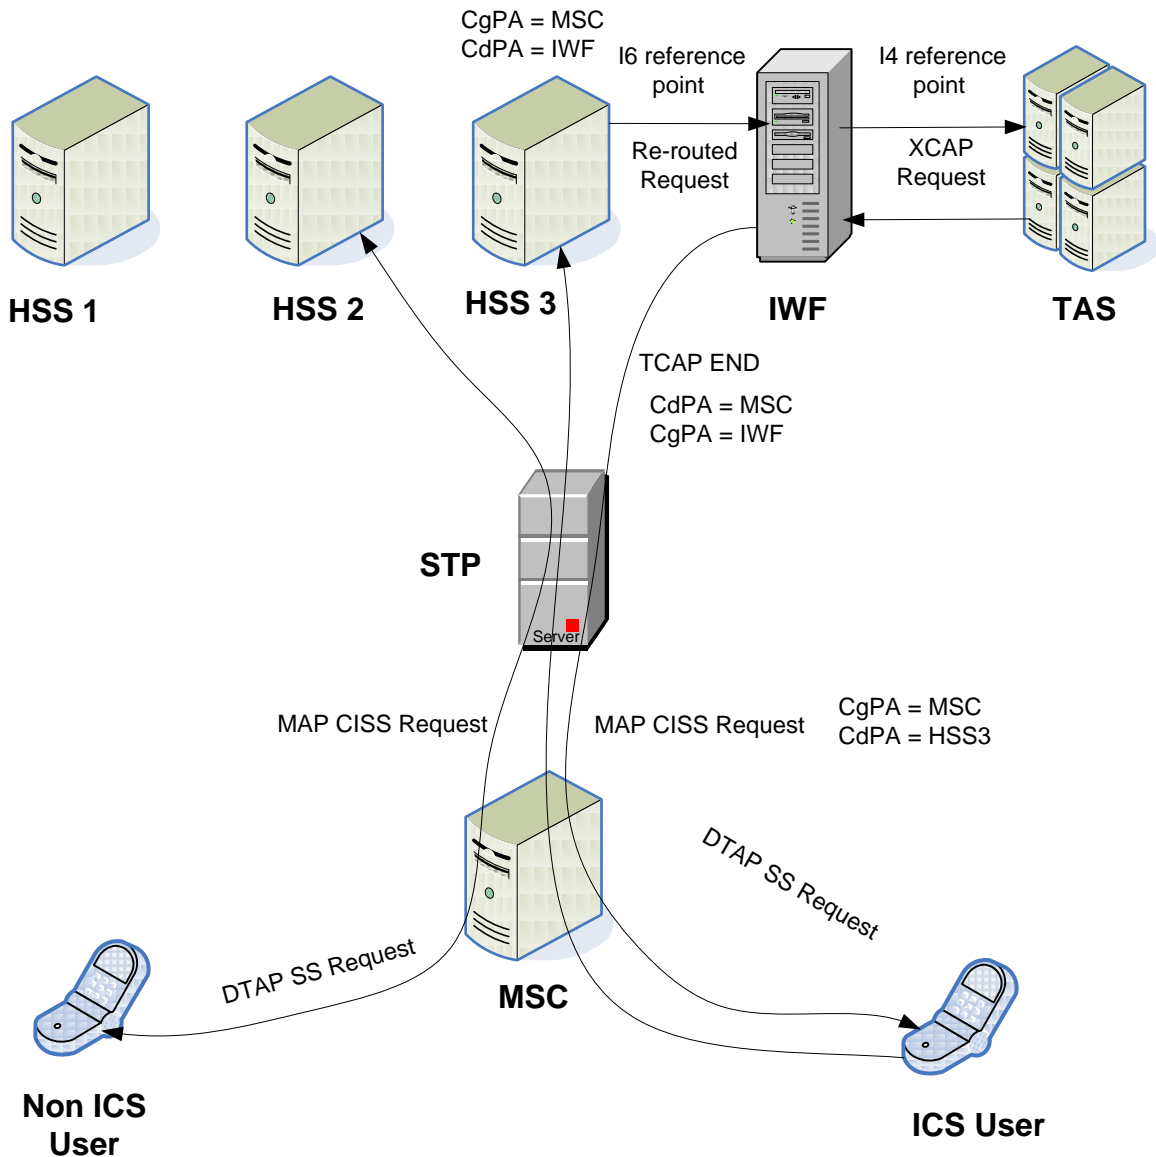 CgPA = MSC
CdPA = IWF
I6 reference
point
I4 reference
point
Re-routed
Request
XCAP
Request
HSS 1
HSS 2
HSS 3
IWF
TAS
TCAP END
CdPA = MSC
CgPA = IWF
STP
Server
MAP CISS Request
MAP CISS Request
CgPA = MSC
CdPA = HSS3
DTAP SS Request
DTAP SS Request
MSC
Non ICS
User
ICS User